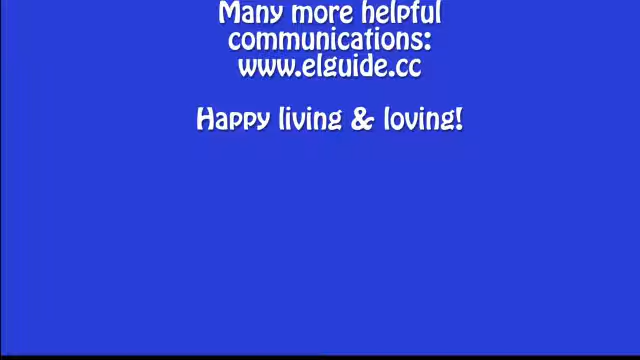 Many more helpful
communications:
www.elguide.cc
Happy living & loving!